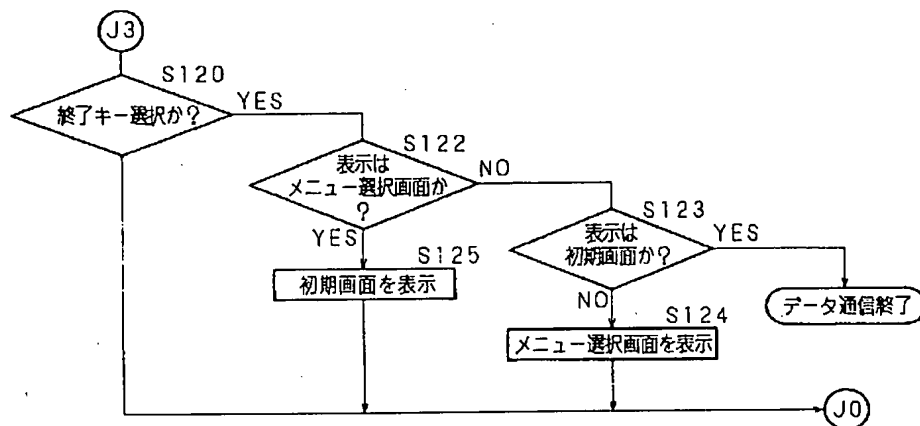 J3
S120
終了キー選択か?
YES
S122
表示は
メニュー選択画面か
?
NO
YES
S123
表示は
初期画面か?
YES
S125
初期画面を表示
NO
データ通信終了
S124
メニュー選択画面を表示
J0